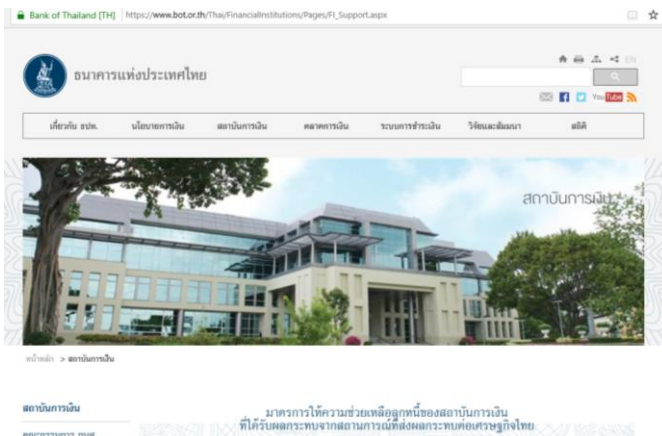 Bank of Thailand [TH] https://www.bot.or.th/Thai/FinancialInstitutions/Pages/FI_Support.aspx
ธนาคารแห่งประเทศไทย
EN
YouTube
เกี่ยวกับ ธปท. นโยบายการเงิน สถาบันการเงิน ตลาดการเงิน ระบบการชำระเงิน วิจัยและสัมมนา สถิติ
สถาบันการเงิน
หน้าหลัก > สถาบันการเงิน
สถาบันการเงิน
มาตรการให้ความช่วยเหลือลูกหนี้ของสถาบันการเงิน
ที่ได้รับผลกระทบจากสถานการณ์ที่ส่งผลกระทบต่อเศรษฐกิจไทย